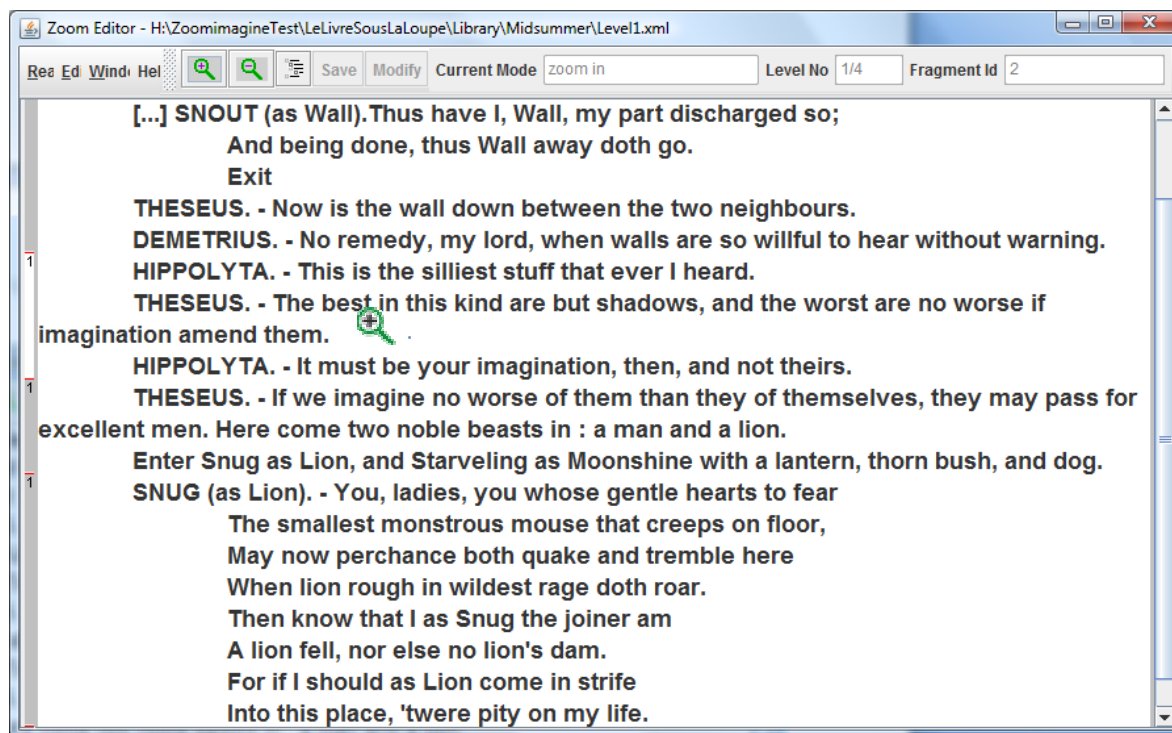 Zoom Editor - H:\ZoomimagineTest\LeLivreSousLaLoupe\Library\Midsummer\Level1.xml
Rea Edi Windo Hel Save Modify Current Mode zoom in Level No 1/4 Fragment Id 2
[...] SNOUT (as Wall).Thus have I, Wall, my part discharged so;
And being done, thus Wall away doth go.
Exit
THESEUS. - Now is the wall down between the two neighbours.
DEMETRIUS. - No remedy, my lord, when walls are so willful to hear without warning.
1
HIPPOLYTA. - This is the silliest stuff that ever I heard.
THESEUS. - The best in this kind are but shadows, and the worst are no worse if
imagination amend them.
HIPPOLYTA. - It must be your imagination, then, and not theirs.
1
THESEUS. - If we imagine no worse of them than they of themselves, they may pass for
excellent men. Here come two noble beasts in : a man and a lion.
Enter Snug as Lion, and Starveling as Moonshine with a lantern, thorn bush, and dog.
1
SNUG (as Lion). - You, ladies, you whose gentle hearts to fear
The smallest monstrous mouse that creeps on floor,
May now perchance both quake and tremble here
When lion rough in wildest rage doth roar.
Then know that I as Snug the joiner am
A lion fell, nor else no lion's dam.
For if I should as Lion come in strife
Into this place, 'twere pity on my life.